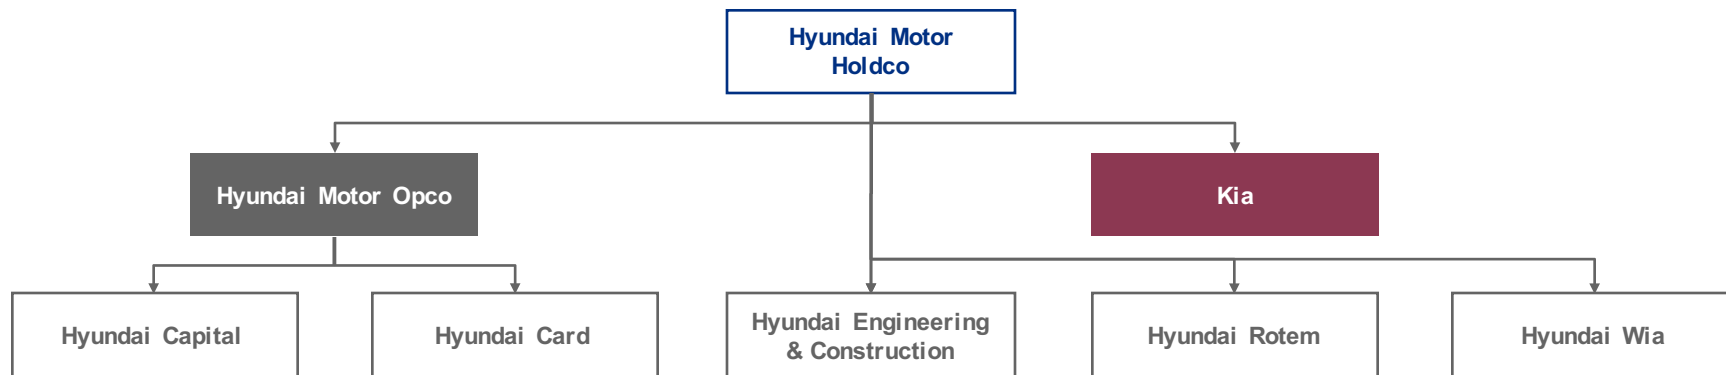 Hyundai Motor
Holdco
Hyundai Motor Opco
Kia
Hyundai Capital
Hyundai Card
Hyundai Engineering
& Construction
Hyundai Rotem
Hyundai Wia